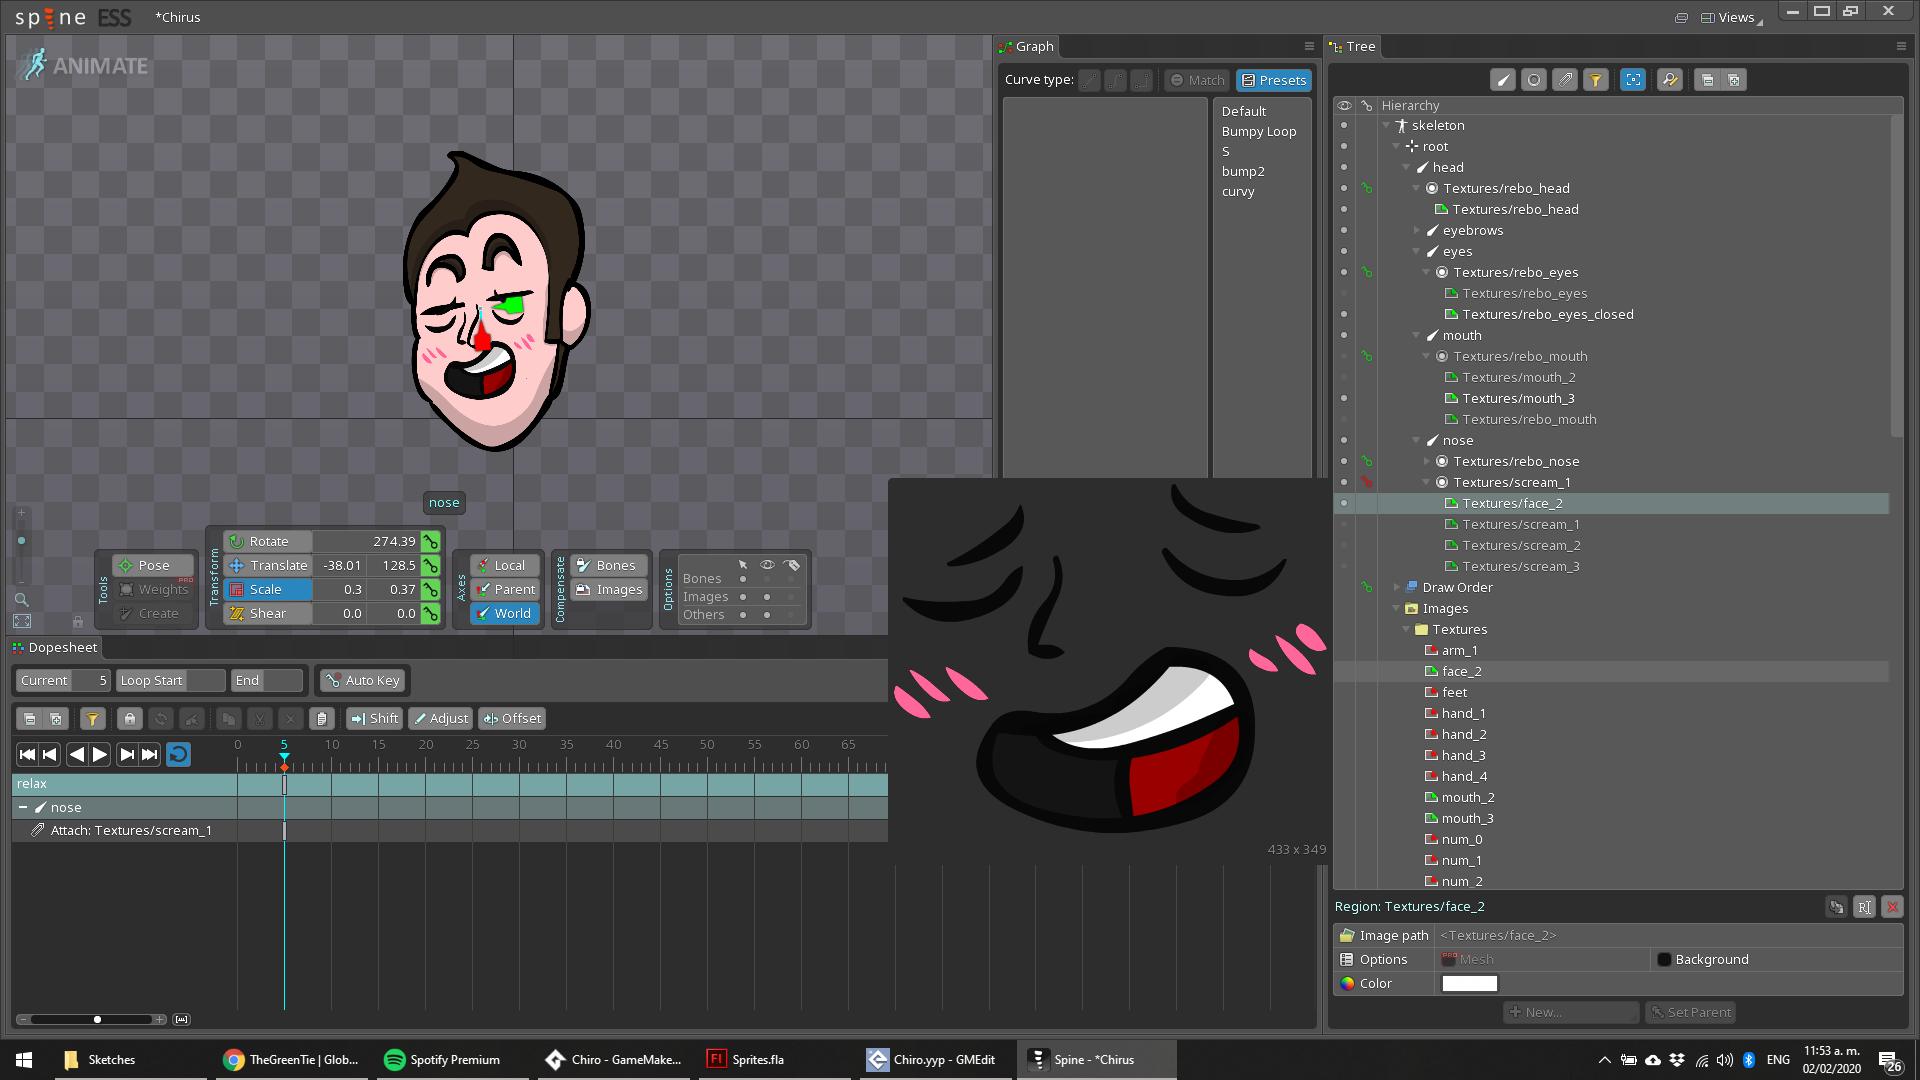 spine ESS *Chirus
Views
ANIMATE
nose
Tools
Pose
Weights PRO
Create
Transform
Rotate 274.39
Translate -38.01 128.5
Scale 0.3 0.37
Shear 0.0 0.0
Axes
Local
Parent
World
Compensate
Bones
Images
Options
Bones
Images
Others
Graph
Curve type: Match Presets
Default
Bumpy Loop
S
bump2
curvy
433 x 349
Dopesheet
Current 5 Loop Start End Auto Key
Shift Adjust Offset
0 5 10 15 20 25 30 35 40 45 50 55 60 65
relax
nose
Attach: Textures/scream_1
Tree
Hierarchy
skeleton
root
head
Textures/rebo_head
Textures/rebo_head
eyebrows
eyes
Textures/rebo_eyes
Textures/rebo_eyes
Textures/rebo_eyes_closed
mouth
Textures/rebo_mouth
Textures/mouth_2
Textures/mouth_3
Textures/rebo_mouth
nose
Textures/rebo_nose
Textures/scream_1
Textures/face_2
Textures/scream_1
Textures/scream_2
Textures/scream_3
Draw Order
Images
Textures
arm_1
face_2
feet
hand_1
hand_2
hand_3
hand_4
mouth_2
mouth_3
num_0
num_1
num_2
Region: Textures/face_2
Image path <Textures/face_2>
Options PRO Mesh Background
Color
New... Set Parent
Sketches TheGreenTie | Glob... Spotify Premium Chiro - GameMake... Fl Sprites.fla Chiro.yyp - GMEdit Spine - *Chirus ENG 11:53 a. m.
02/02/2020 26